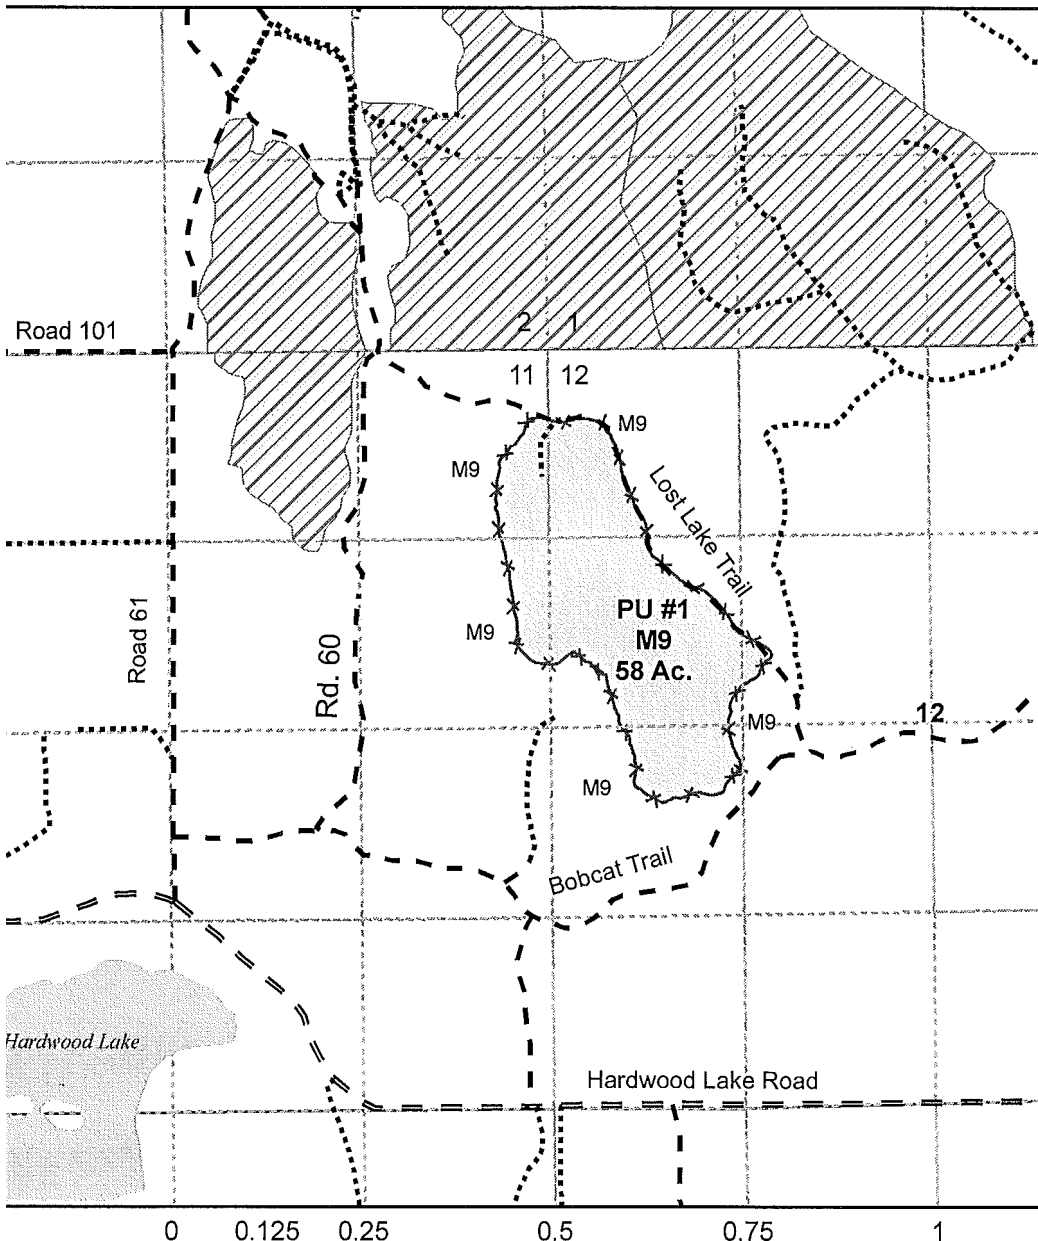 Road 101
2
1
11
12
M9
M9
Lost Lake Trail
PU #1
M9
58 Ac.
Road 61
M9
Rd. 60
M9
12
M9
Bobcat Trail
Hardwood Lake
Hardwood Lake Road
0 0.125 0.25 0.5 0.75 1